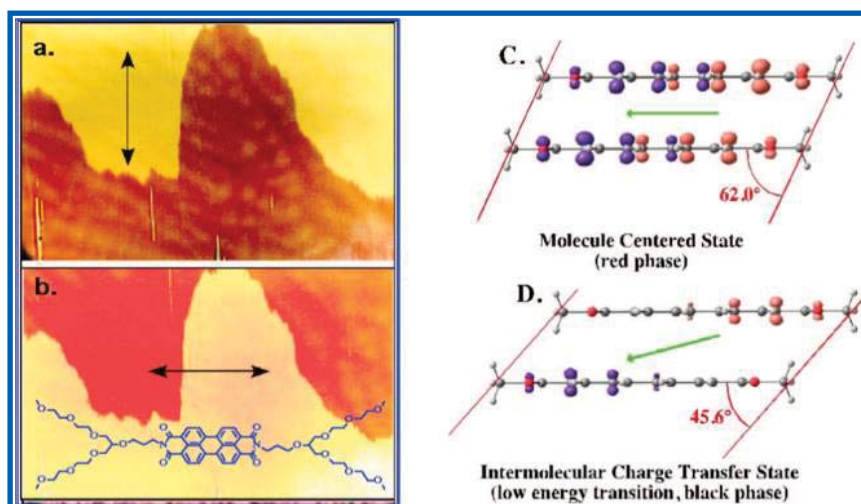 a.
b.
C.
62.0°
Molecule Centered State
(red phase)
D.
45.6°
Intermolecular Charge Transfer State
(low energy transition, black phase)